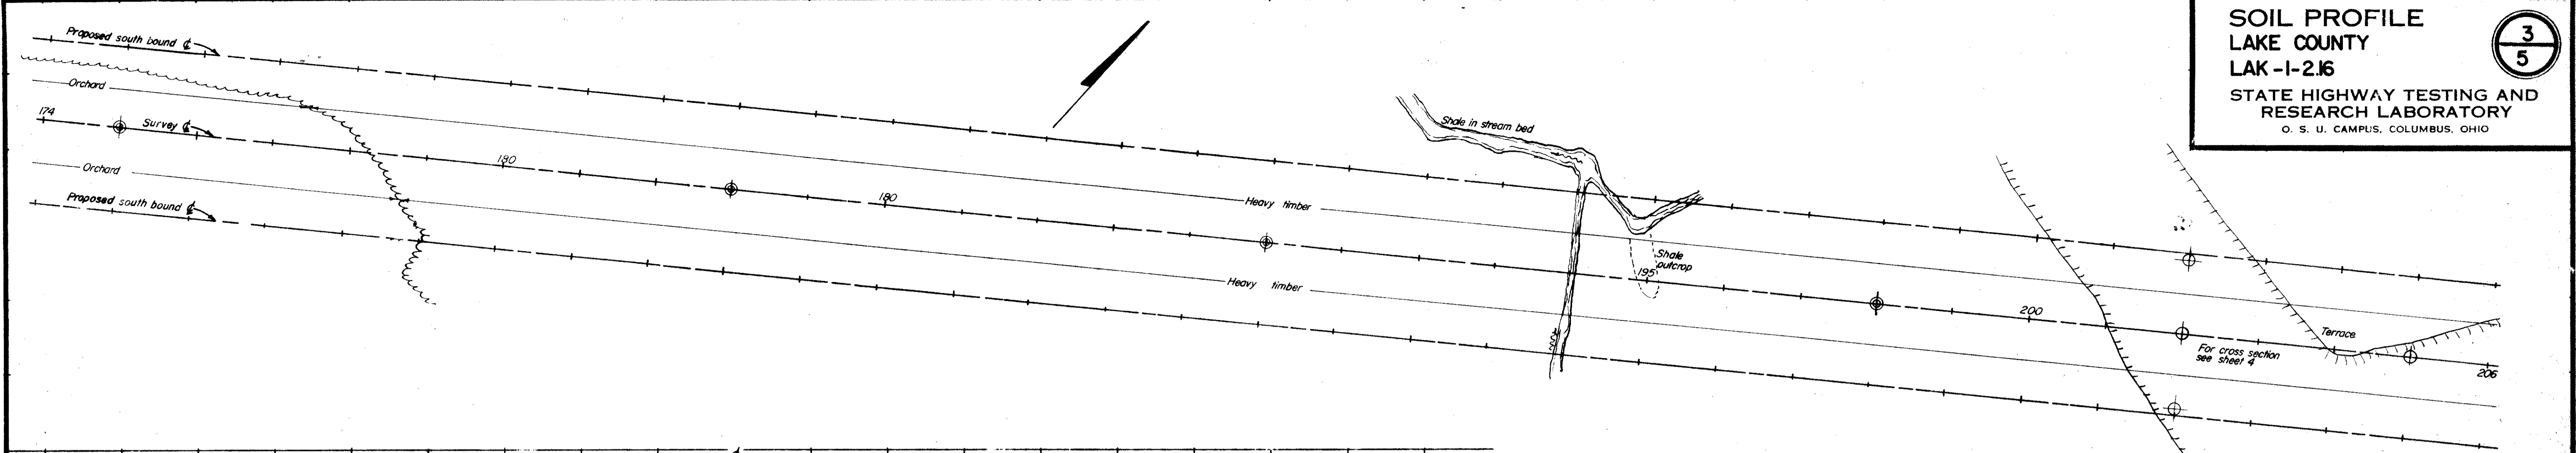 SOIL PROFILE
LAKE COUNTY
LAK-1-2.16
3
5
STATE HIGHWAY TESTING AND
RESEARCH LABORATORY
O. S. U. CAMPUS, COLUMBUS, OHIO
Proposed south bound ℄
Orchard
174
Survey ℄
180
Orchard
Proposed south bound ℄
180
Heavy timber
Heavy timber
Shale in stream bed
Shale
outcrop
195
200
Terrace
For cross section
see sheet 4
206